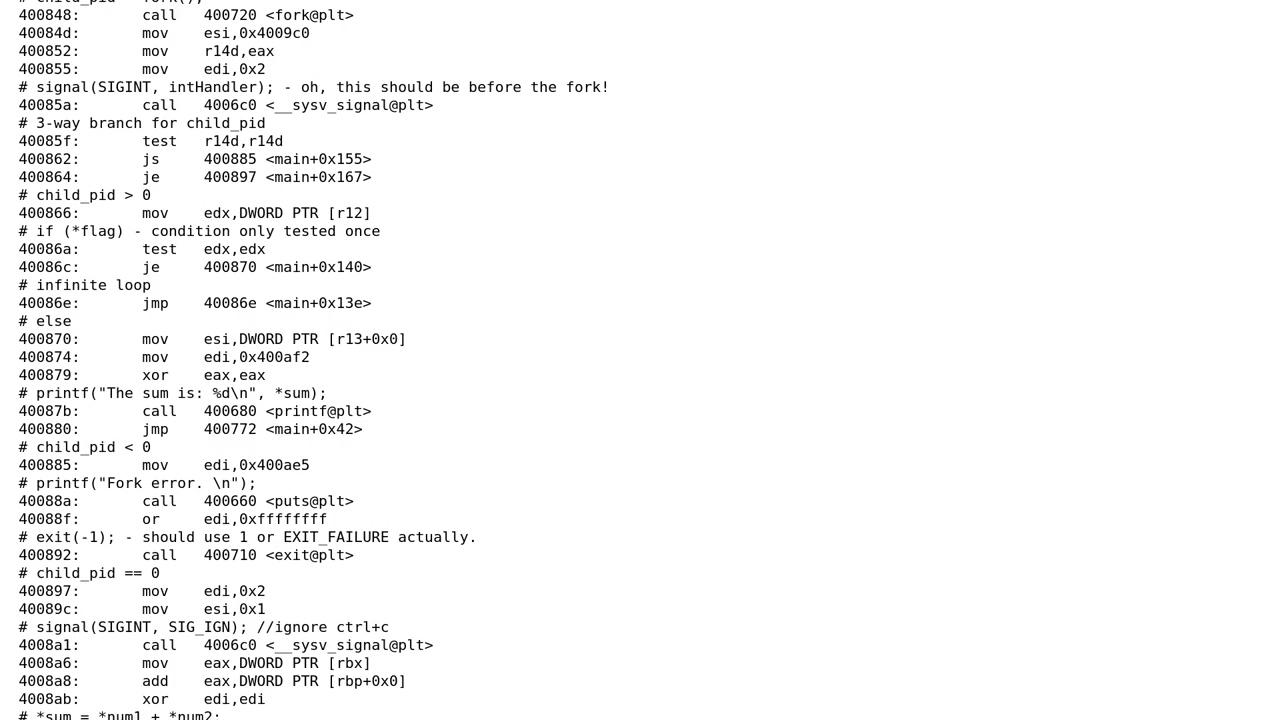 # child_pid = fork();
400848:       call   400720 <fork@plt>
40084d:       mov    esi,0x4009c0
400852:       mov    r14d,eax
400855:       mov    edi,0x2
# signal(SIGINT, intHandler); - oh, this should be before the fork!
40085a:       call   4006c0 <__sysv_signal@plt>
# 3-way branch for child_pid
40085f:       test   r14d,r14d
400862:       js     400885 <main+0x155>
400864:       je     400897 <main+0x167>
# child_pid > 0
400866:       mov    edx,DWORD PTR [r12]
# if (*flag) - condition only tested once
40086a:       test   edx,edx
40086c:       je     400870 <main+0x140>
# infinite loop
40086e:       jmp    40086e <main+0x13e>
# else
400870:       mov    esi,DWORD PTR [r13+0x0]
400874:       mov    edi,0x400af2
400879:       xor    eax,eax
# printf("The sum is: %d\n", *sum);
40087b:       call   400680 <printf@plt>
400880:       jmp    400772 <main+0x42>
# child_pid < 0
400885:       mov    edi,0x400ae5
# printf("Fork error. \n");
40088a:       call   400660 <puts@plt>
40088f:       or     edi,0xffffffff
# exit(-1); - should use 1 or EXIT_FAILURE actually.
400892:       call   400710 <exit@plt>
# child_pid == 0
400897:       mov    edi,0x2
40089c:       mov    esi,0x1
# signal(SIGINT, SIG_IGN); //ignore ctrl+c
4008a1:       call   4006c0 <__sysv_signal@plt>
4008a6:       mov    eax,DWORD PTR [rbx]
4008a8:       add    eax,DWORD PTR [rbp+0x0]
4008ab:       xor    edi,edi
# *sum = *num1 + *num2;